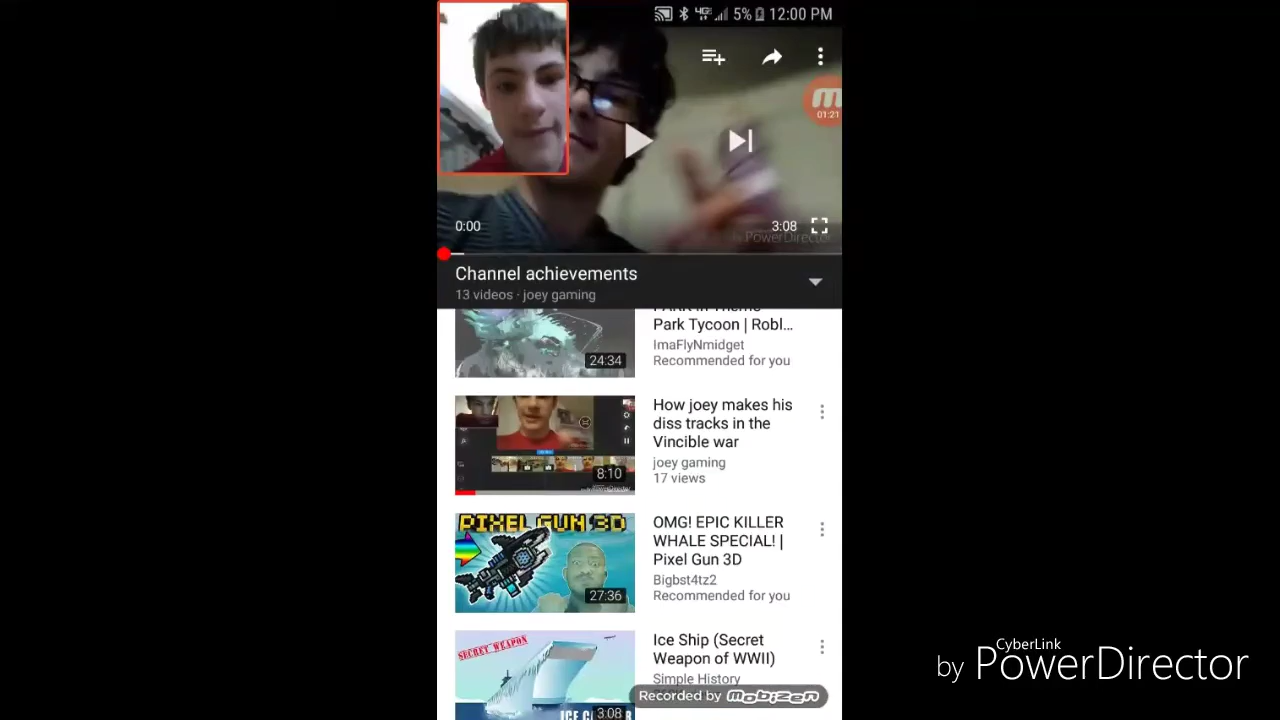 5% 12:00 PM
01:21
0:00
3:08
by PowerDirector
Channel achievements
13 videos · joey gaming
Park Tycoon | Robl...
ImaFlyNmidget
24:34
Recommended for you
How joey makes his
diss tracks in the
Vincible war
joey gaming
8:10
17 views
PIXEL GUN 3D
OMG! EPIC KILLER
WHALE SPECIAL! |
Pixel Gun 3D
Bigbst4tz2
27:36
Recommended for you
SECRET WEAPON
Ice Ship (Secret
Weapon of WWII)
Simple History
3:08
Recorded by Mobizen
CyberLink
by PowerDirector